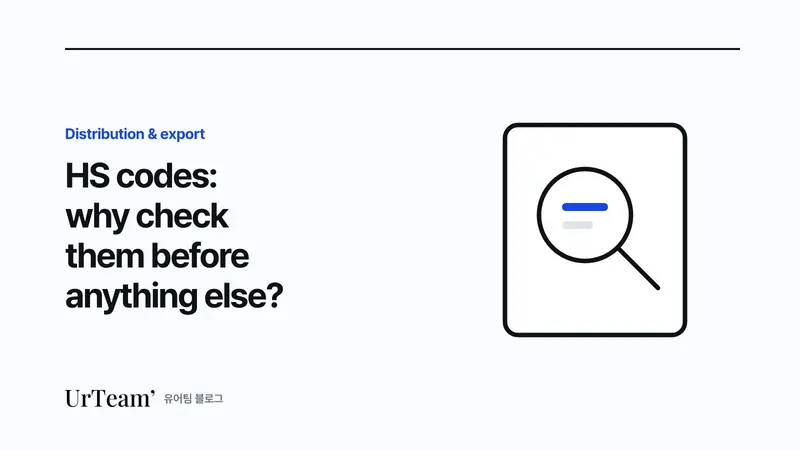 Distribution & export
HS codes:
why check
them before
anything else?
UrTeam’ 유어팀 블로그